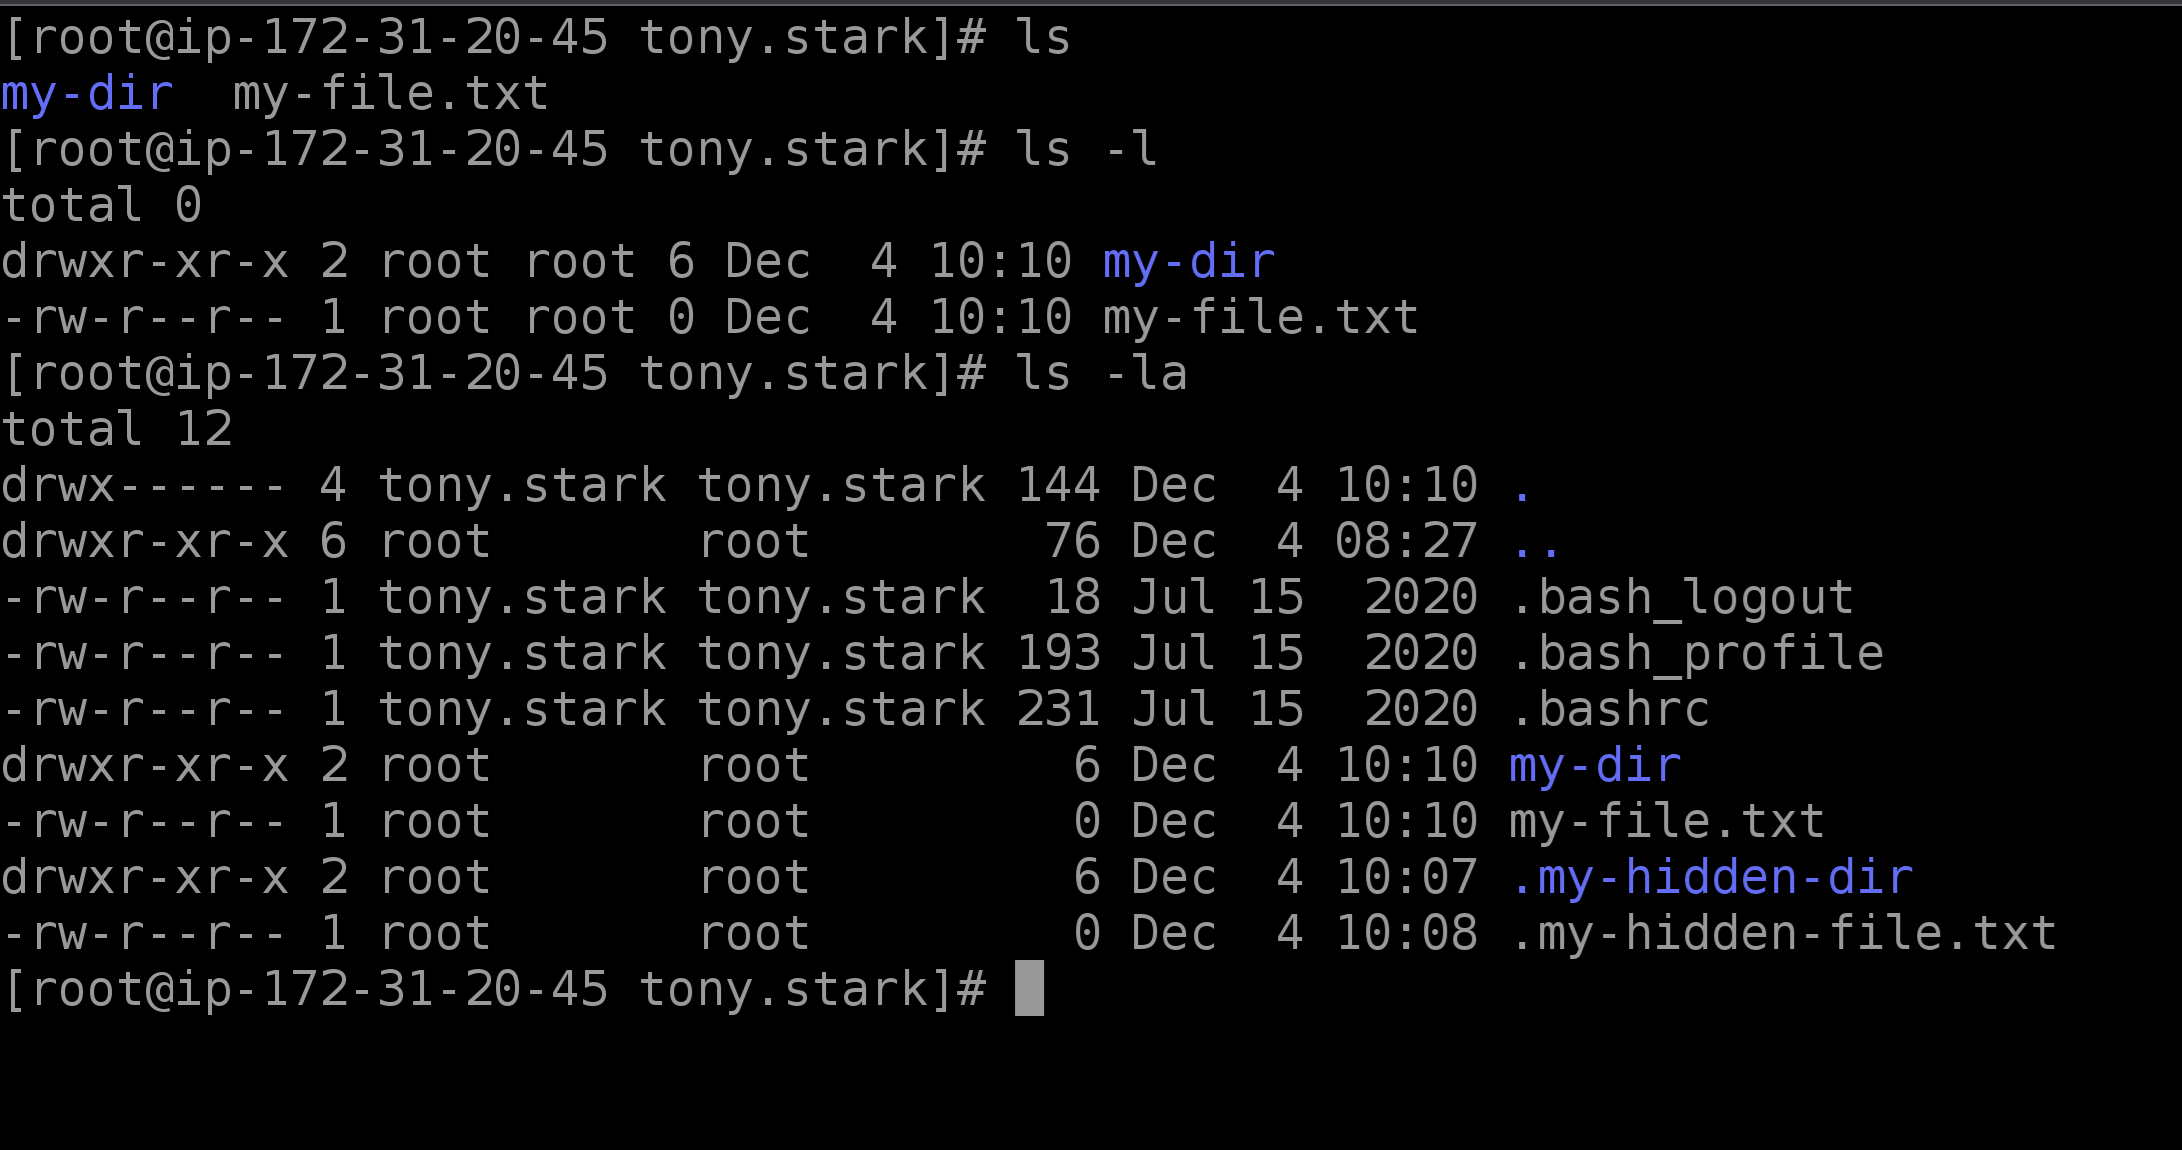 [root@ip-172-31-20-45 tony.stark]# ls
my-dir  my-file.txt
[root@ip-172-31-20-45 tony.stark]# ls -l
total 0
drwxr-xr-x 2 root root 6 Dec  4 10:10 my-dir
-rw-r--r-- 1 root root 0 Dec  4 10:10 my-file.txt
[root@ip-172-31-20-45 tony.stark]# ls -la
total 12
drwx------ 4 tony.stark tony.stark 144 Dec  4 10:10 .
drwxr-xr-x 6 root       root        76 Dec  4 08:27 ..
-rw-r--r-- 1 tony.stark tony.stark  18 Jul 15  2020 .bash_logout
-rw-r--r-- 1 tony.stark tony.stark 193 Jul 15  2020 .bash_profile
-rw-r--r-- 1 tony.stark tony.stark 231 Jul 15  2020 .bashrc
drwxr-xr-x 2 root       root         6 Dec  4 10:10 my-dir
-rw-r--r-- 1 root       root         0 Dec  4 10:10 my-file.txt
drwxr-xr-x 2 root       root         6 Dec  4 10:07 .my-hidden-dir
-rw-r--r-- 1 root       root         0 Dec  4 10:08 .my-hidden-file.txt
[root@ip-172-31-20-45 tony.stark]#